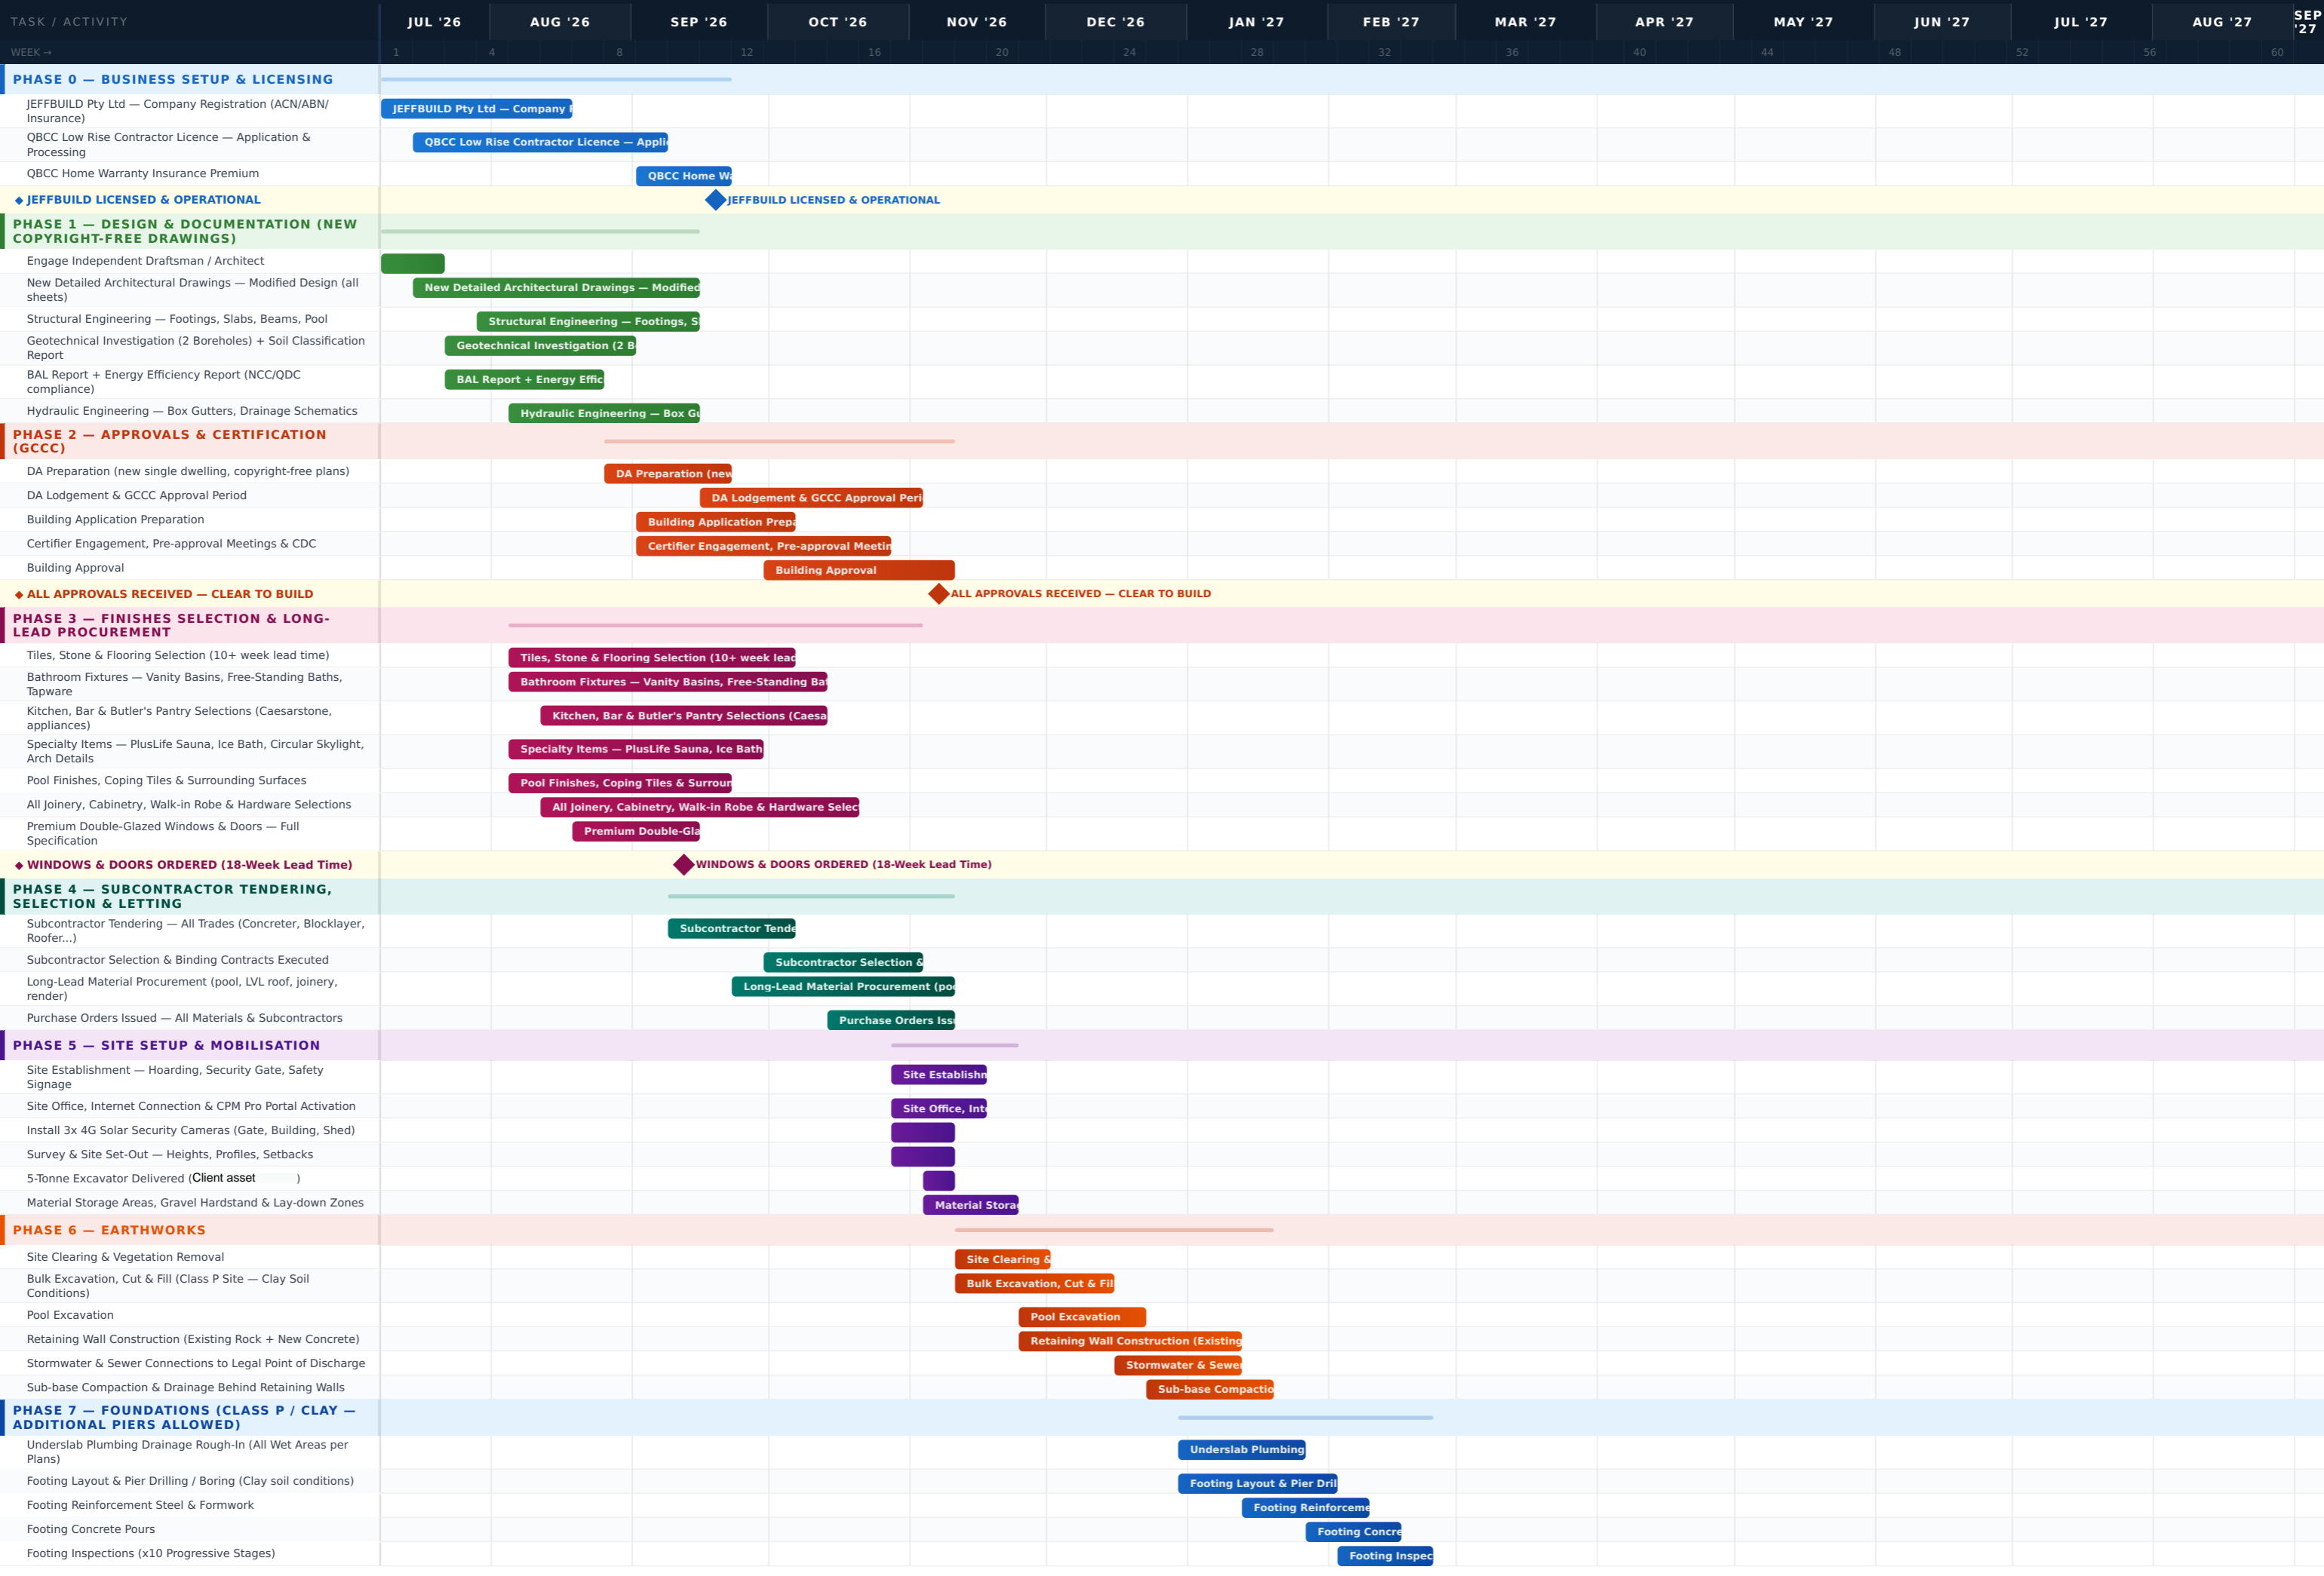 TASK / ACTIVITY
JUL '26 AUG '26 SEP '26 OCT '26 NOV '26 DEC '26 JAN '27 FEB '27 MAR '27 APR '27 MAY '27 JUN '27 JUL '27 AUG '27 SEP '27
WEEK → 1 4 8 12 16 20 24 28 32 36 40 44 48 52 56 60
PHASE 0 — BUSINESS SETUP & LICENSING
JEFFBUILD Pty Ltd — Company Registration (ACN/ABN/
Insurance)
JEFFBUILD Pty Ltd — Company
QBCC Low Rise Contractor Licence — Application &
Processing
QBCC Low Rise Contractor Licence — Appli
QBCC Home Warranty Insurance Premium
QBCC Home Wa
◆ JEFFBUILD LICENSED & OPERATIONAL
JEFFBUILD LICENSED & OPERATIONAL
PHASE 1 — DESIGN & DOCUMENTATION (NEW
COPYRIGHT-FREE DRAWINGS)
Engage Independent Draftsman / Architect
New Detailed Architectural Drawings — Modified Design (all
sheets)
New Detailed Architectural Drawings — Modified
Structural Engineering — Footings, Slabs, Beams, Pool
Structural Engineering — Footings, Sl
Geotechnical Investigation (2 Boreholes) + Soil Classification
Report
Geotechnical Investigation (2 B
BAL Report + Energy Efficiency Report (NCC/QDC
compliance)
BAL Report + Energy Effic
Hydraulic Engineering — Box Gutters, Drainage Schematics
Hydraulic Engineering — Box Gu
PHASE 2 — APPROVALS & CERTIFICATION
(GCCC)
DA Preparation (new single dwelling, copyright-free plans)
DA Preparation (new
DA Lodgement & GCCC Approval Period
DA Lodgement & GCCC Approval Peri
Building Application Preparation
Building Application Prepa
Certifier Engagement, Pre-approval Meetings & CDC
Certifier Engagement, Pre-approval Meetin
Building Approval
Building Approval
◆ ALL APPROVALS RECEIVED — CLEAR TO BUILD
ALL APPROVALS RECEIVED — CLEAR TO BUILD
PHASE 3 — FINISHES SELECTION & LONG-
LEAD PROCUREMENT
Tiles, Stone & Flooring Selection (10+ week lead time)
Tiles, Stone & Flooring Selection (10+ week lead
Bathroom Fixtures — Vanity Basins, Free-Standing Baths,
Tapware
Bathroom Fixtures — Vanity Basins, Free-Standing Bat
Kitchen, Bar & Butler's Pantry Selections (Caesarstone,
appliances)
Kitchen, Bar & Butler's Pantry Selections (Caesa
Specialty Items — PlusLife Sauna, Ice Bath, Circular Skylight,
Arch Details
Specialty Items — PlusLife Sauna, Ice Bath
Pool Finishes, Coping Tiles & Surrounding Surfaces
Pool Finishes, Coping Tiles & Surroun
All Joinery, Cabinetry, Walk-in Robe & Hardware Selections
All Joinery, Cabinetry, Walk-in Robe & Hardware Select
Premium Double-Glazed Windows & Doors — Full
Specification
Premium Double-Gla
◆ WINDOWS & DOORS ORDERED (18-Week Lead Time)
WINDOWS & DOORS ORDERED (18-Week Lead Time)
PHASE 4 — SUBCONTRACTOR TENDERING,
SELECTION & LETTING
Subcontractor Tendering — All Trades (Concreter, Blocklayer,
Roofer...)
Subcontractor Tende
Subcontractor Selection & Binding Contracts Executed
Subcontractor Selection &
Long-Lead Material Procurement (pool, LVL roof, joinery,
render)
Long-Lead Material Procurement (poo
Purchase Orders Issued — All Materials & Subcontractors
Purchase Orders Issu
PHASE 5 — SITE SETUP & MOBILISATION
Site Establishment — Hoarding, Security Gate, Safety
Signage
Site Establishm
Site Office, Internet Connection & CPM Pro Portal Activation
Site Office, Inte
Install 3x 4G Solar Security Cameras (Gate, Building, Shed)
Survey & Site Set-Out — Heights, Profiles, Setbacks
5-Tonne Excavator Delivered (Client asset )
Material Storage Areas, Gravel Hardstand & Lay-down Zones
Material Storag
PHASE 6 — EARTHWORKS
Site Clearing & Vegetation Removal
Site Clearing &
Bulk Excavation, Cut & Fill (Class P Site — Clay Soil
Conditions)
Bulk Excavation, Cut & Fil
Pool Excavation
Pool Excavation
Retaining Wall Construction (Existing Rock + New Concrete)
Retaining Wall Construction (Existing
Stormwater & Sewer Connections to Legal Point of Discharge
Stormwater & Sewer
Sub-base Compaction & Drainage Behind Retaining Walls
Sub-base Compactio
PHASE 7 — FOUNDATIONS (CLASS P / CLAY —
ADDITIONAL PIERS ALLOWED)
Underslab Plumbing Drainage Rough-In (All Wet Areas per
Plans)
Underslab Plumbing
Footing Layout & Pier Drilling / Boring (Clay soil conditions)
Footing Layout & Pier Dril
Footing Reinforcement Steel & Formwork
Footing Reinforceme
Footing Concrete Pours
Footing Concre
Footing Inspections (x10 Progressive Stages)
Footing Inspec